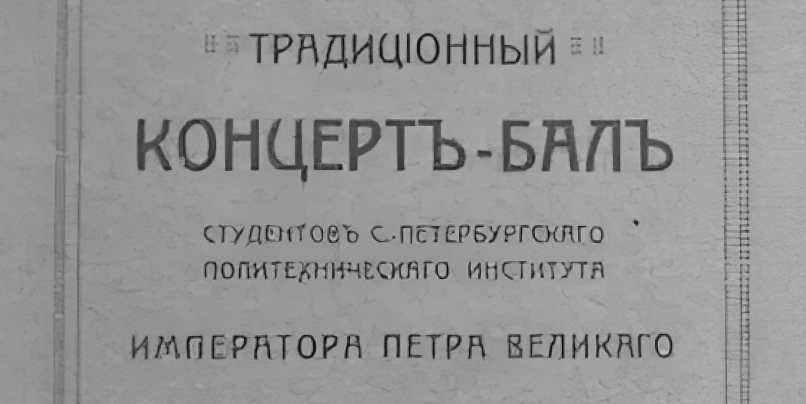 ТРАДИЦІОННЫЙ
КОНЦЕРТЪ-БАЛЪ
СТУДЕНТОВЪ С.-ПЕТЕРБУРГСКАГО
ПОЛИТЕХНИЧЕСКАГО ИНСТИТУТА
ИМПЕРАТОРА ПЕТРА ВЕЛИКАГО